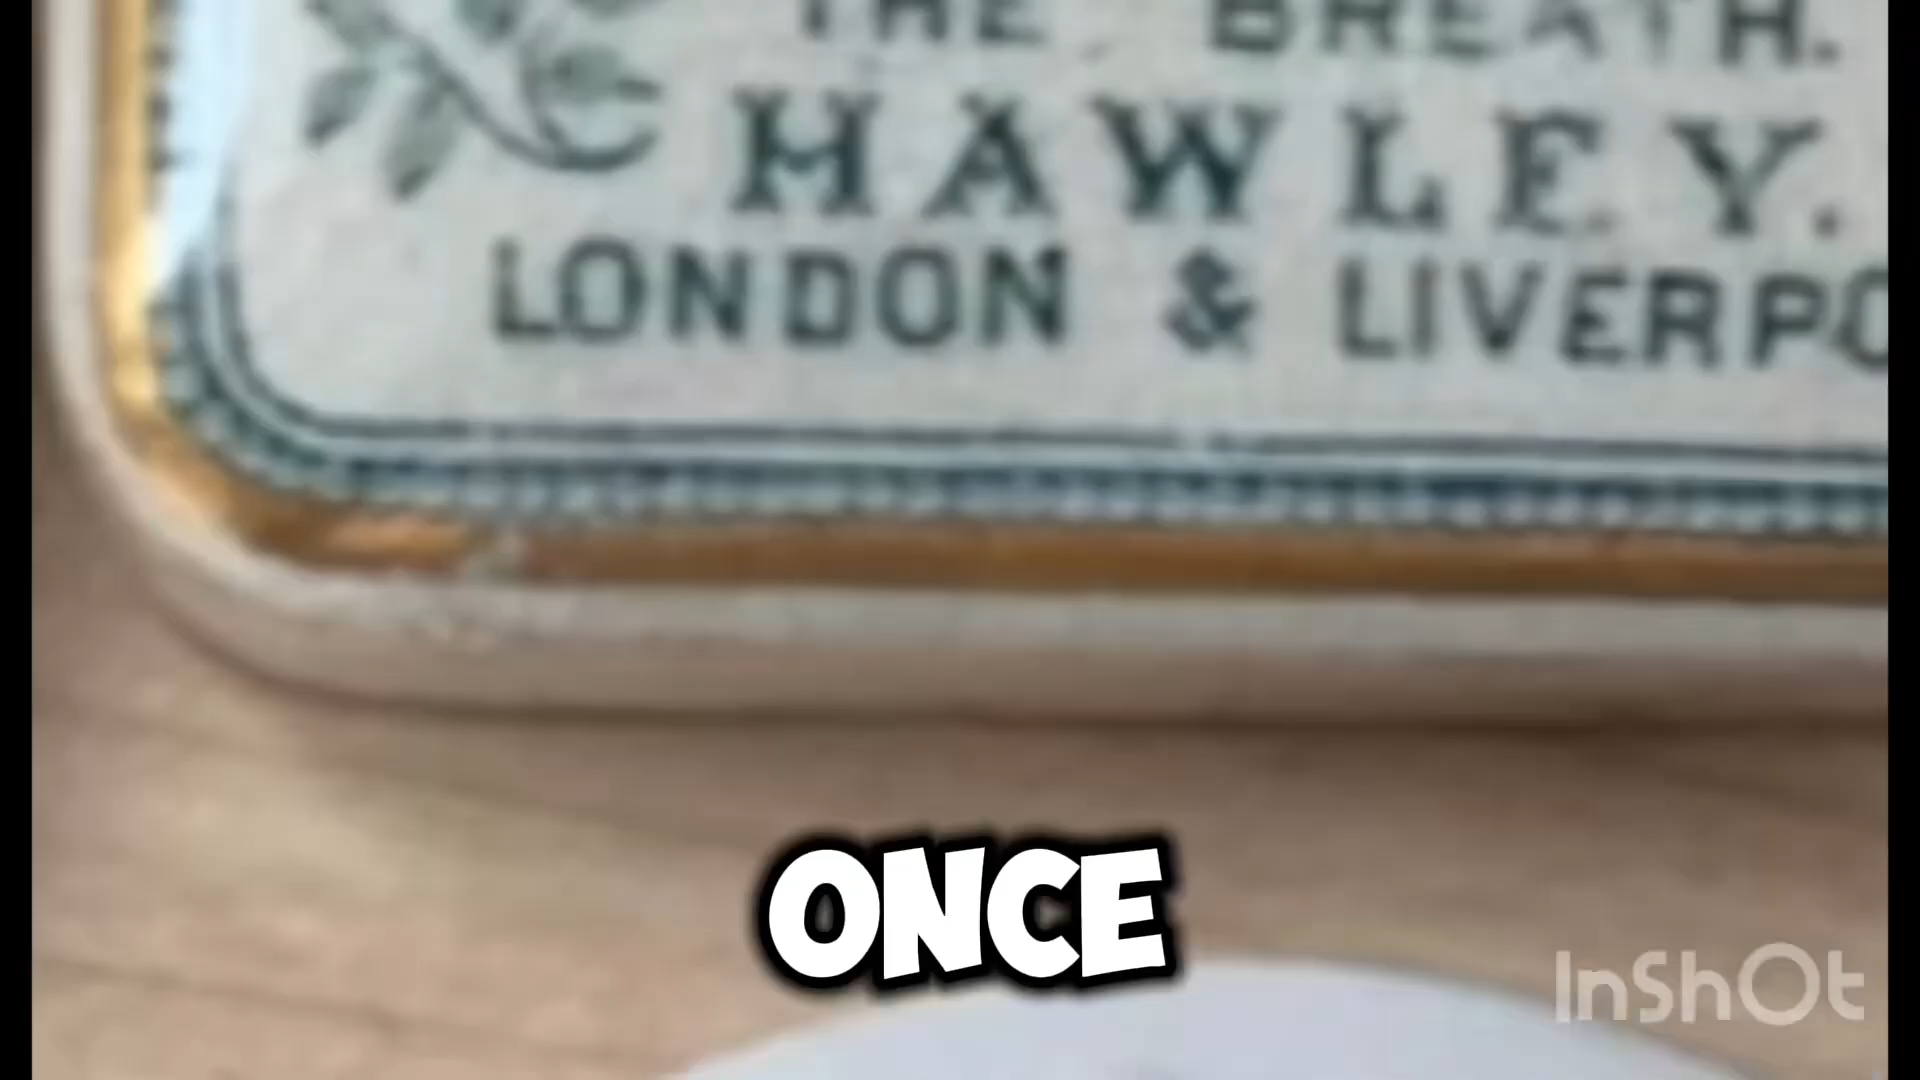 THE BREATH.
HAWLEY.
LONDON & LIVERPO
ONCE
InShOt